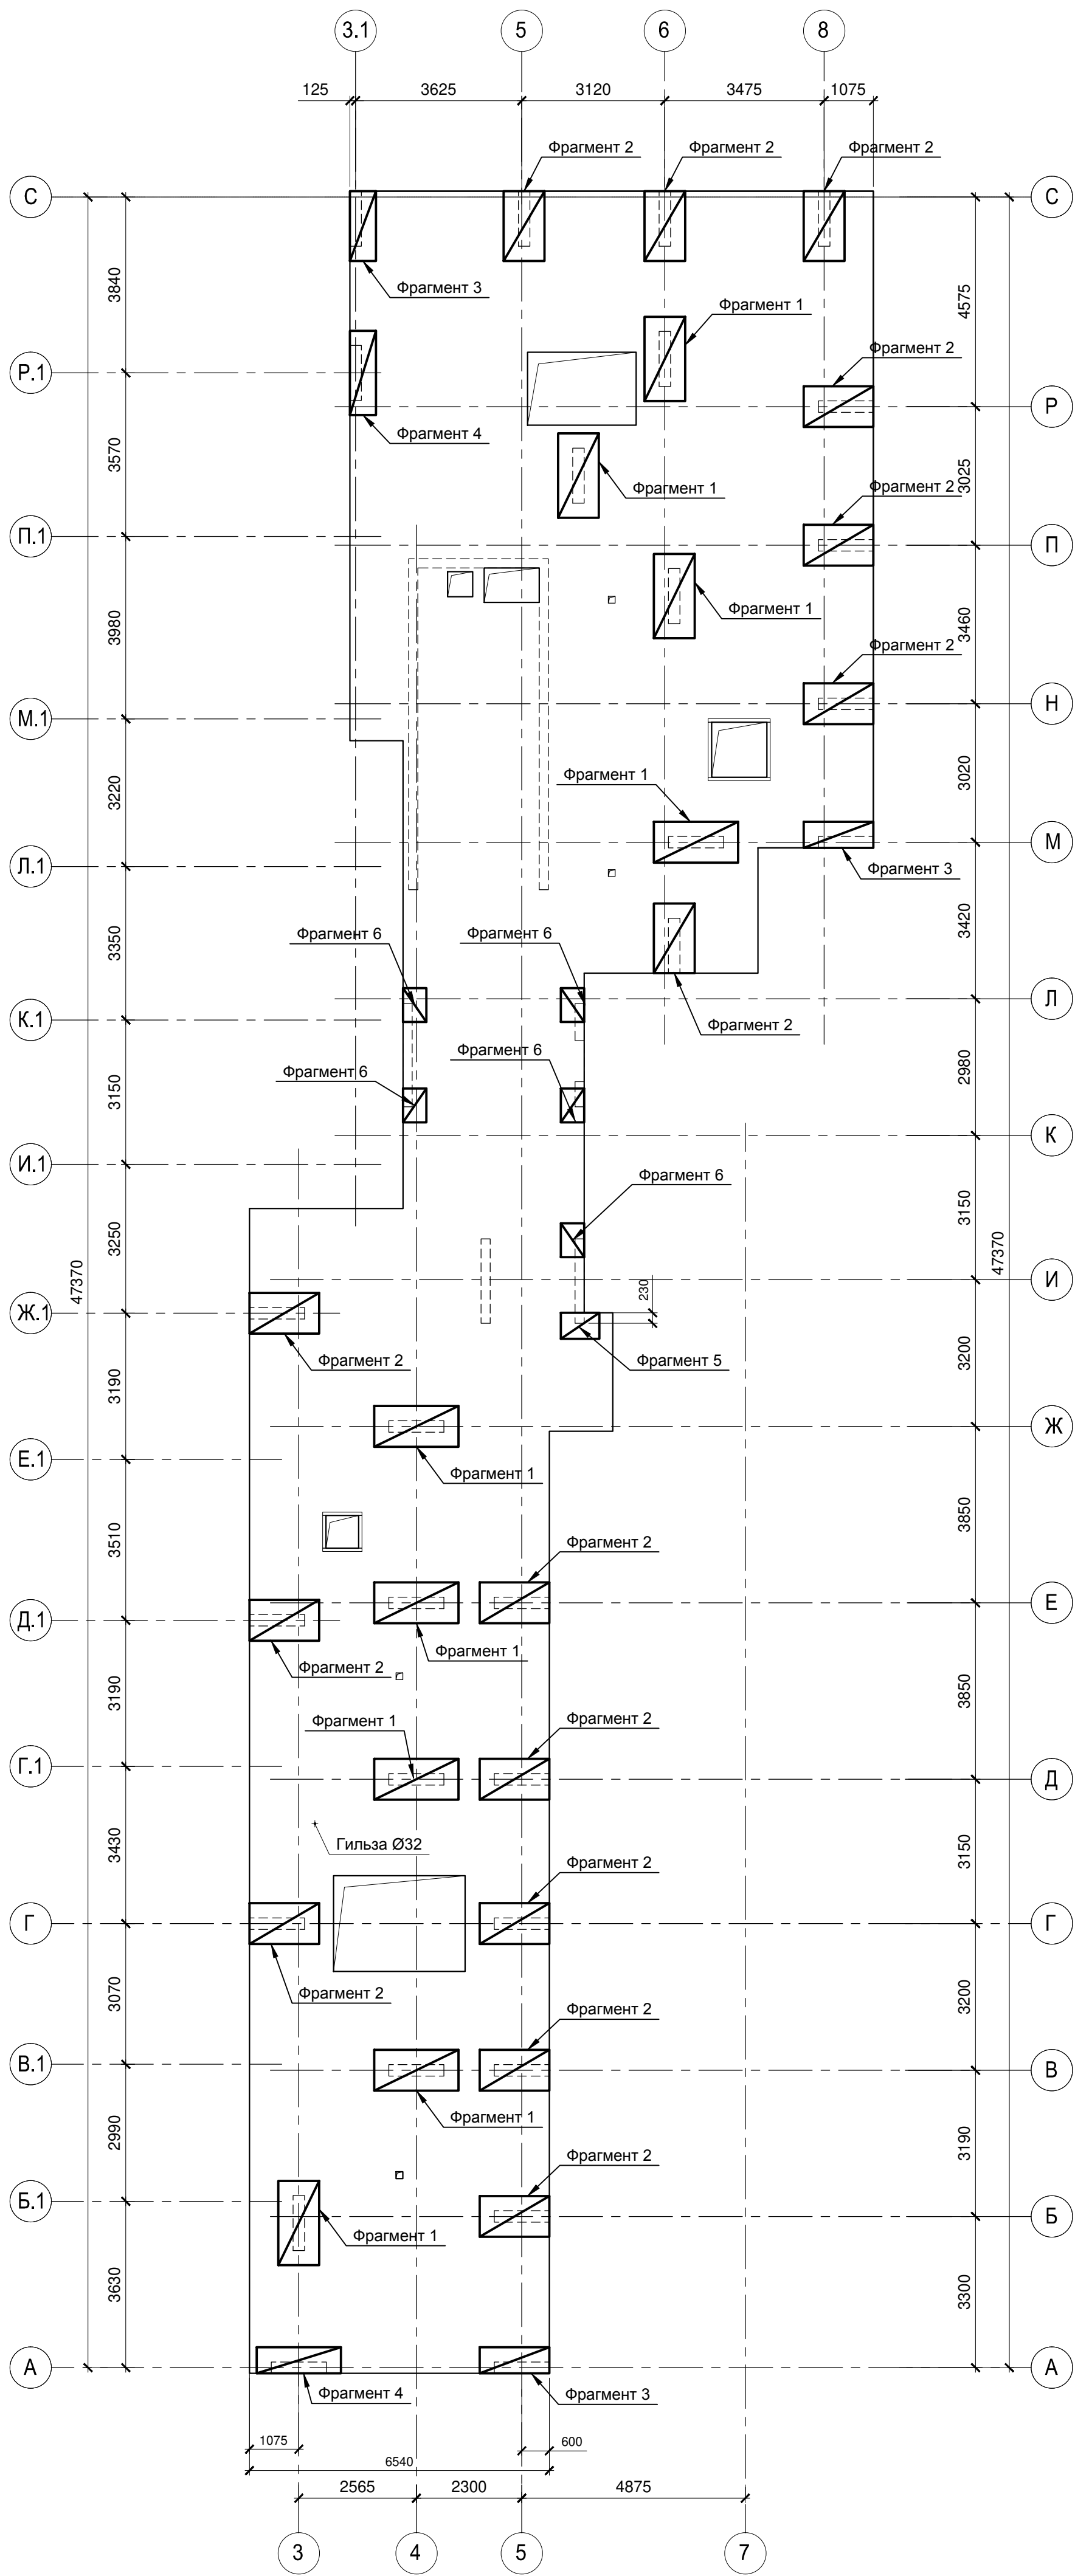 3.1 5 6 8
125 3625 3120 3475 1075
Фрагмент 2 Фрагмент 2 Фрагмент 2
С С
3840
4575
Фрагмент 3
Фрагмент 1
Фрагмент 2
Р.1
Р
Фрагмент 4
3570
3025
Фрагмент 1
Фрагмент 2
П.1
П
Фрагмент 1
3980
3460
Фрагмент 2
М.1
Н
3220
3020
Фрагмент 1
М
Л.1
Фрагмент 3
3350
3420
Фрагмент 6 Фрагмент 6
К.1
Л
Фрагмент 2
Фрагмент 6
Фрагмент 6
3150
2980
К
И.1
Фрагмент 6
3250
3150
47370
47370
230
И
Ж.1
Фрагмент 2
Фрагмент 5
3190
3200
Ж
Е.1
Фрагмент 1
3510
3850
Фрагмент 2
Е
Д.1
Фрагмент 1
Фрагмент 2
3190
3850
Фрагмент 1
Фрагмент 2
Г.1
Д
3430
3150
Гильза Ø32
Фрагмент 2
Г Г
Фрагмент 2
3070
3200
Фрагмент 2
В.1
В
Фрагмент 1
2990
3190
Фрагмент 2
Б.1
Б
Фрагмент 1
3630
3300
А А
Фрагмент 4
Фрагмент 3
1075 600
6540
2565 2300 4875
3 4 5 7